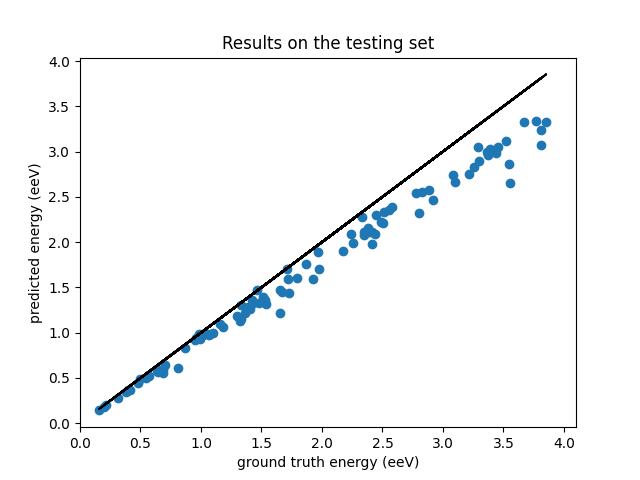 Results on the testing set
4.0
3.5
3.0
2.5
2.0
1.5
1.0
0.5
0.0
predicted energy (eeV)
0.0 0.5 1.0 1.5 2.0 2.5 3.0 3.5 4.0
ground truth energy (eeV)